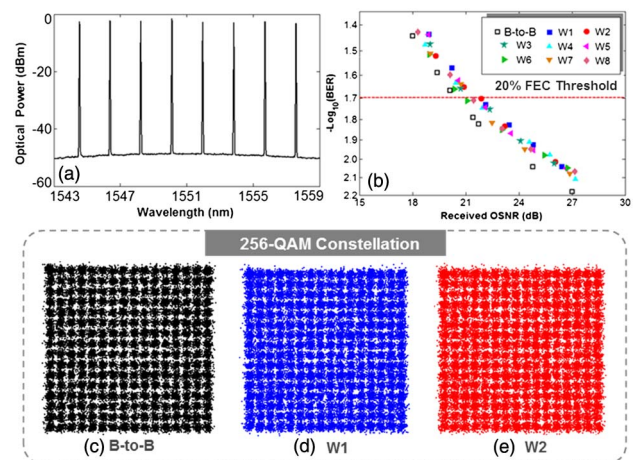 (a)
Optical Power (dBm)
0
-20
-40
-60
1543
1547
1551
1555
1559
Wavelength (nm)
(b)
-Log10(BER)
1.4
1.5
1.6
1.7
1.8
1.9
2.0
2.1
2.2
15
18
21
24
27
30
Received OSNR (dB)
B-to-B W1 W2
W3 W4 W5
W6 W7 W8
20% FEC Threshold
256-QAM Constellation
(c) B-to-B
(d) W1
(e) W2